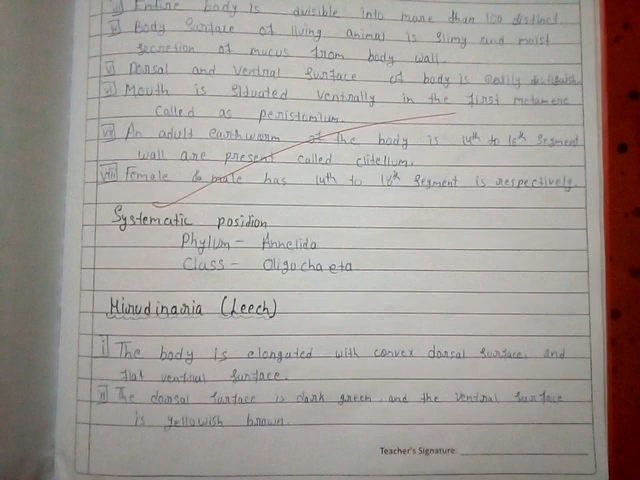 iv) Entire body is divisible into more than 100 distinct
v) Body surface of living animal is slimy and moist
secretion of mucus from body wall.
vi) Dorsal and ventral surface of body is easily distinguish
Mouth is situated ventrally in the first metamere
called as peristomium.
vii) An adult earthworm of the body is 14th to 16th segment
wall are present called clitellum.
viii) Female & male has 14th to 18th segment is respectively.
Systematic position
Phylum - Annelida
Class - Oligochaeta
Hirudinaria (Leech)
i) The body is elongated with convex dorsal surface and
flat ventral surface.
ii) The dorsal surface is dark green and the ventral surface
is yellowish brown.
Teacher's Signature: